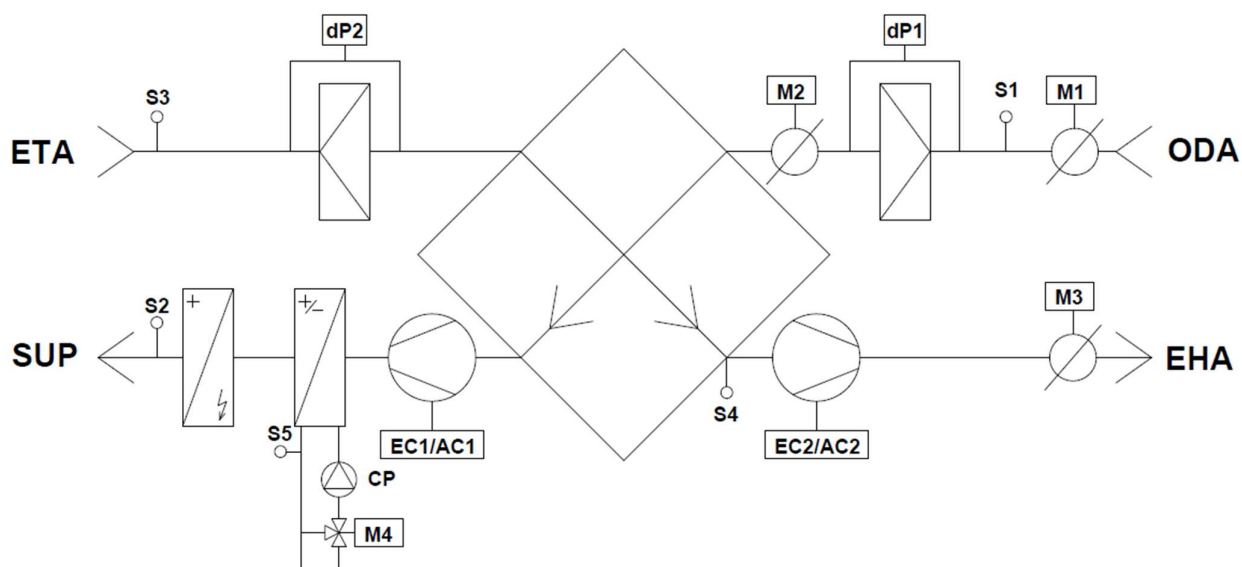 dP2
dP1
S3
M2
S1
M1
ETA
ODA
S2
+
+/-
M3
SUP
EHA
S4
S5
EC1/AC1
EC2/AC2
CP
M4